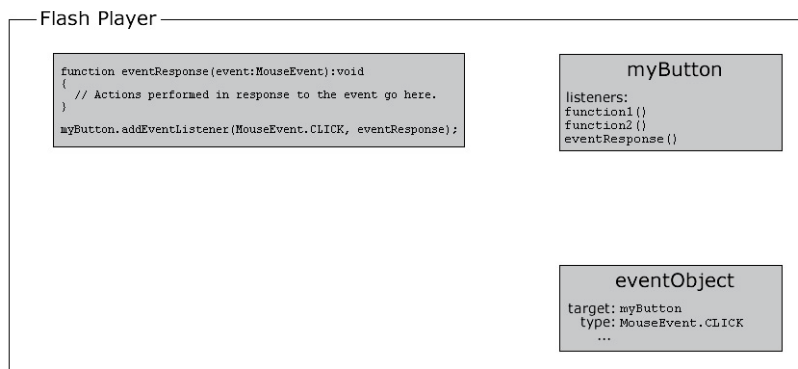 Flash Player
function eventResponse(event:MouseEvent):void
{
// Actions performed in response to the event go here.
}
myButton.addEventListener(MouseEvent.CLICK, eventResponse);
myButton
listeners:
function1()
function2()
eventResponse()
eventObject
target: myButton
type: MouseEvent.CLICK
...